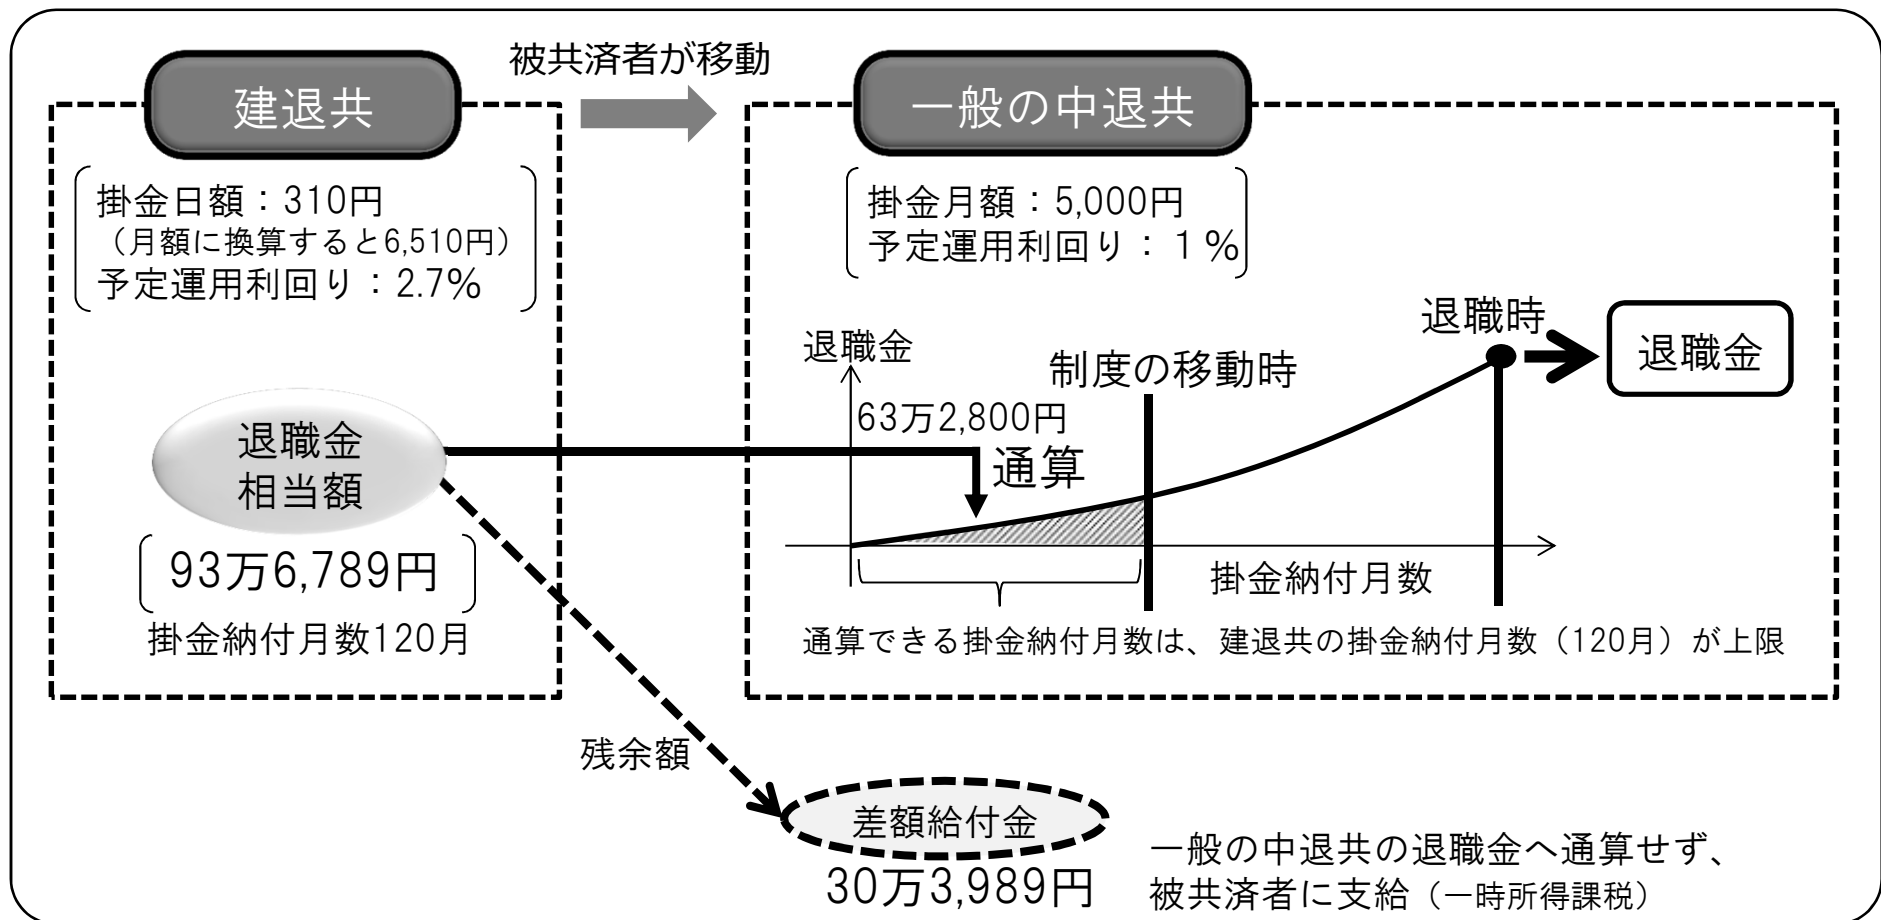 被共済者が移動
建退共
掛金日額：310円
（月額に換算すると6,510円）
予定運用利回り：2.7%
退職金
相当額
93万6,789円
掛金納付月数120月
一般の中退共
掛金月額：5,000円
予定運用利回り：１%
退職金
63万2,800円
通算
制度の移動時
退職時
退職金
掛金納付月数
通算できる掛金納付月数は、建退共の掛金納付月数（120月）が上限
残余額
差額給付金
30万3,989円
一般の中退共の退職金へ通算せず、
被共済者に支給（一時所得課税）